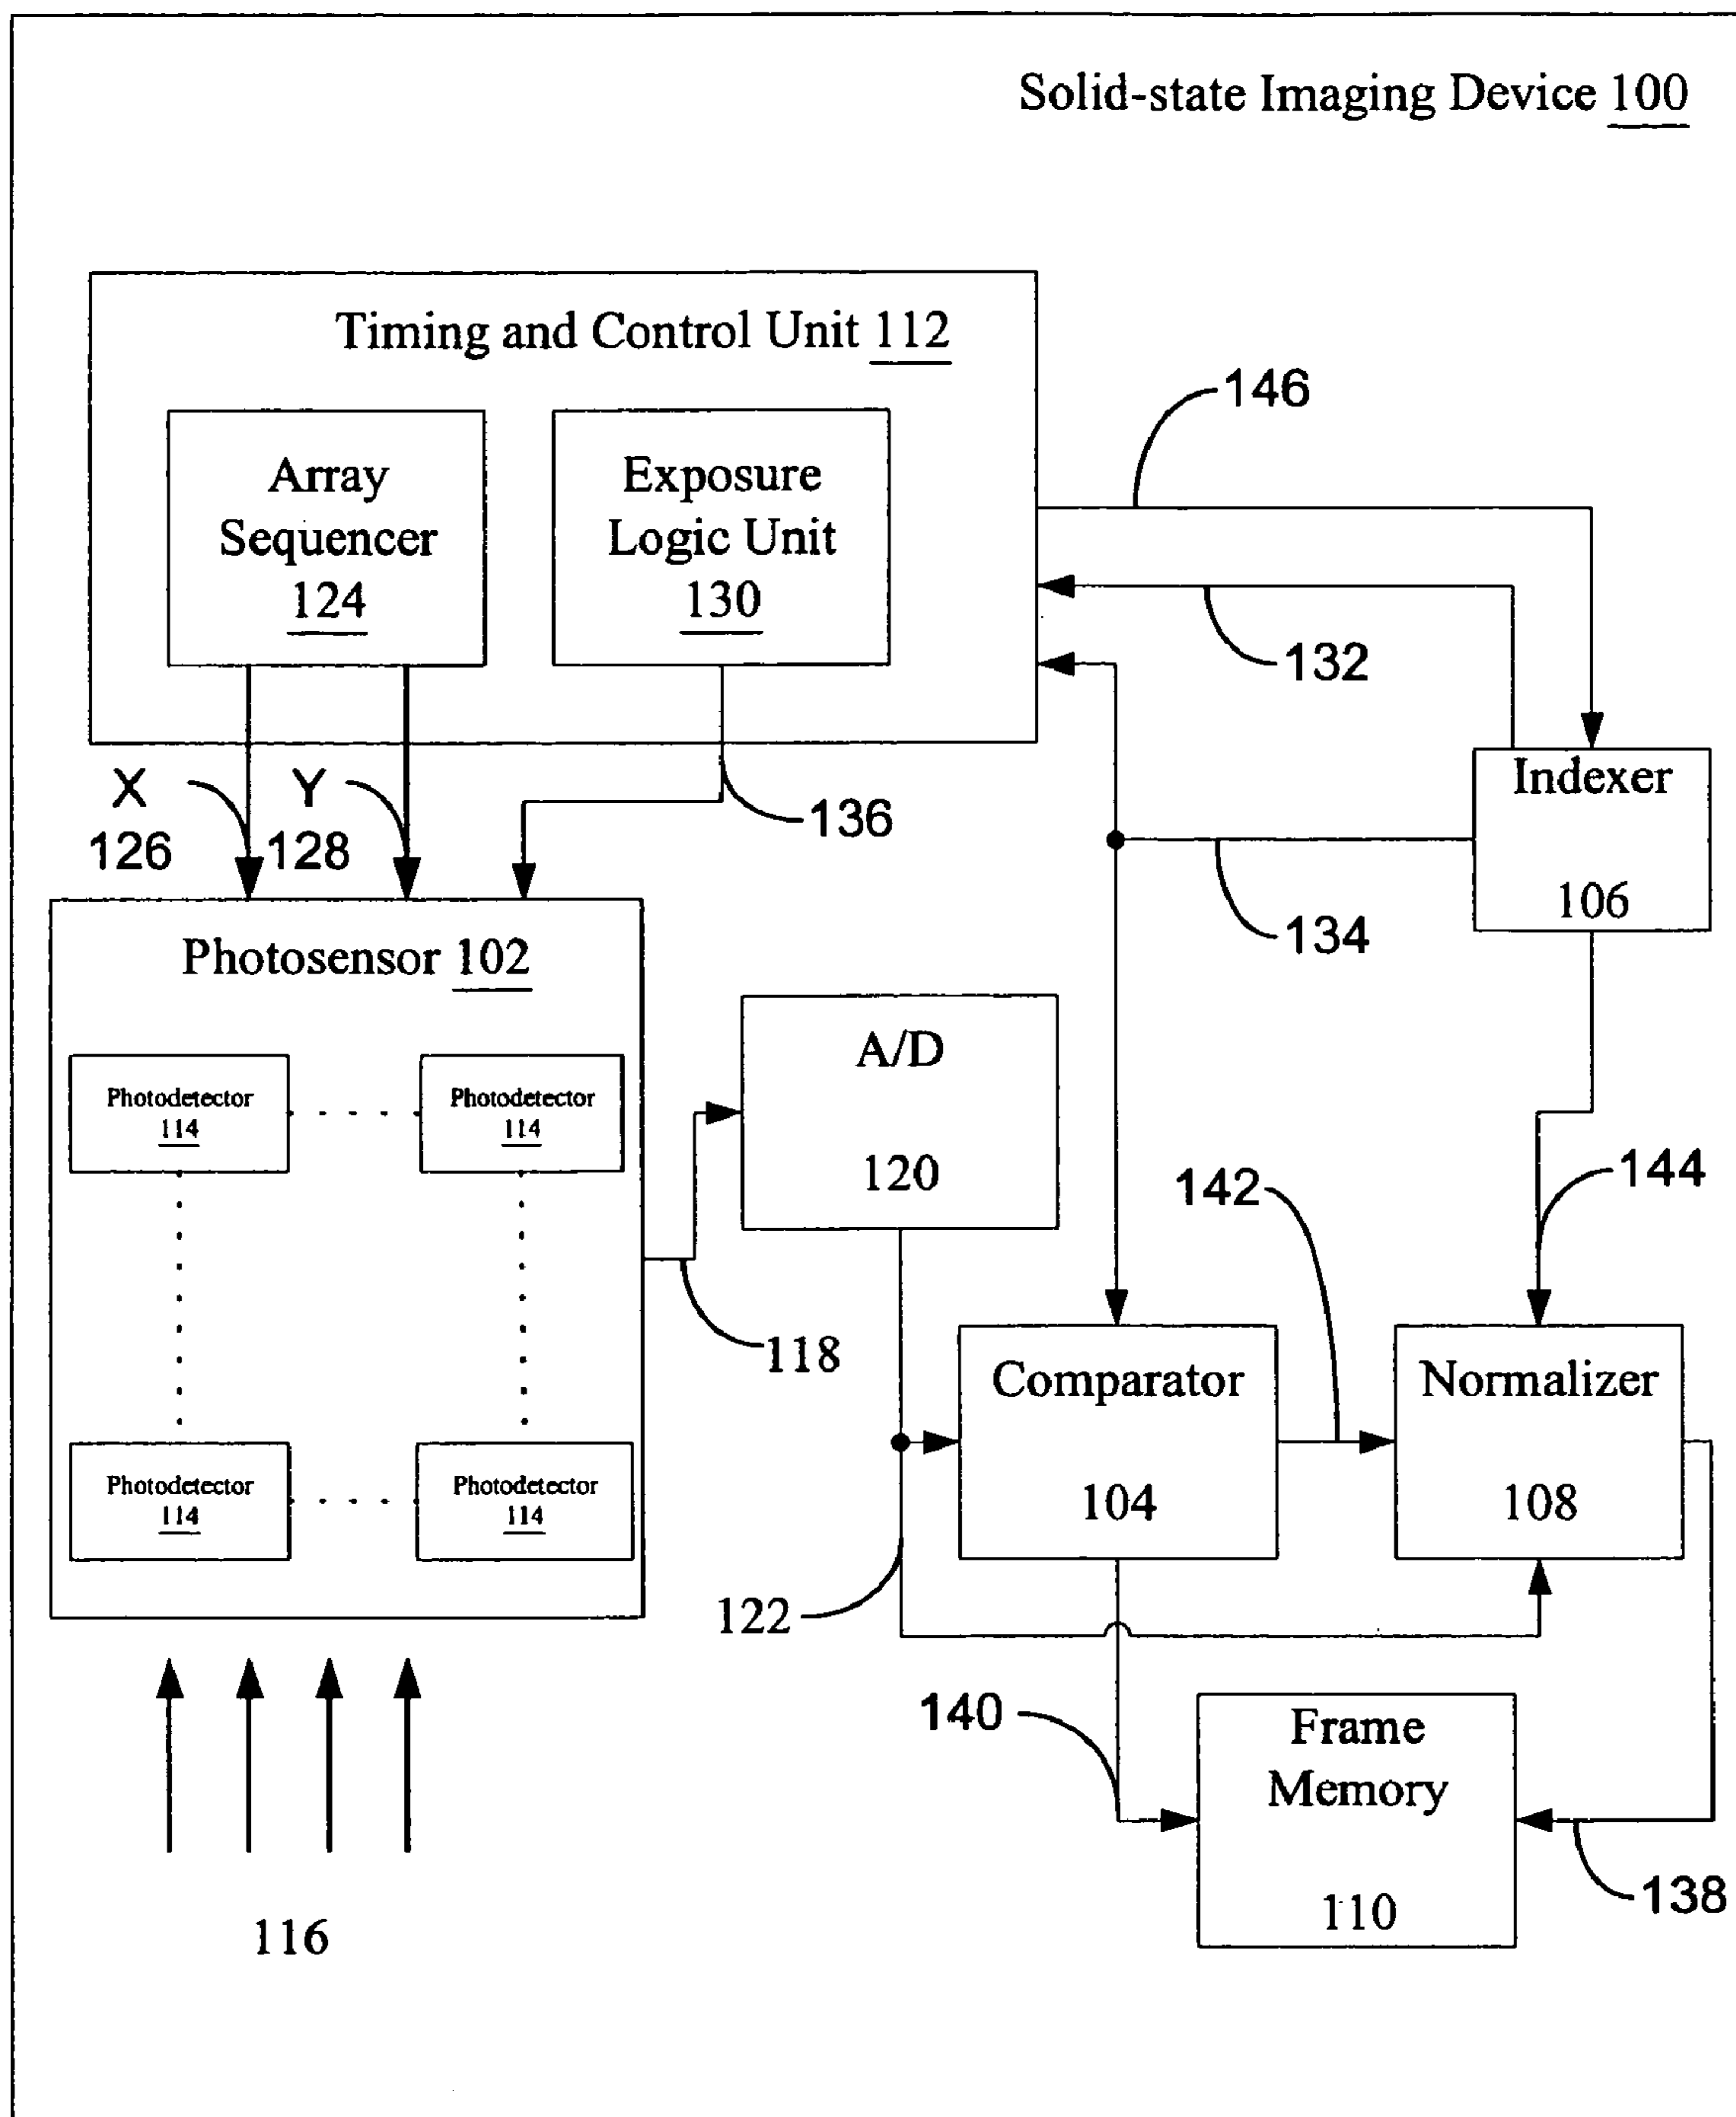 Solid-state Imaging Device 100
Timing and Control Unit 112
Array
Sequencer
124
Exposure
Logic Unit
130
146
132
X
126
Y
128
136
Indexer
106
134
Photosensor 102
Photodetector
114
Photodetector
114
Photodetector
114
Photodetector
114
A/D
120
118
142
144
Comparator
104
Normalizer
108
122
140
Frame
Memory
110
138
116